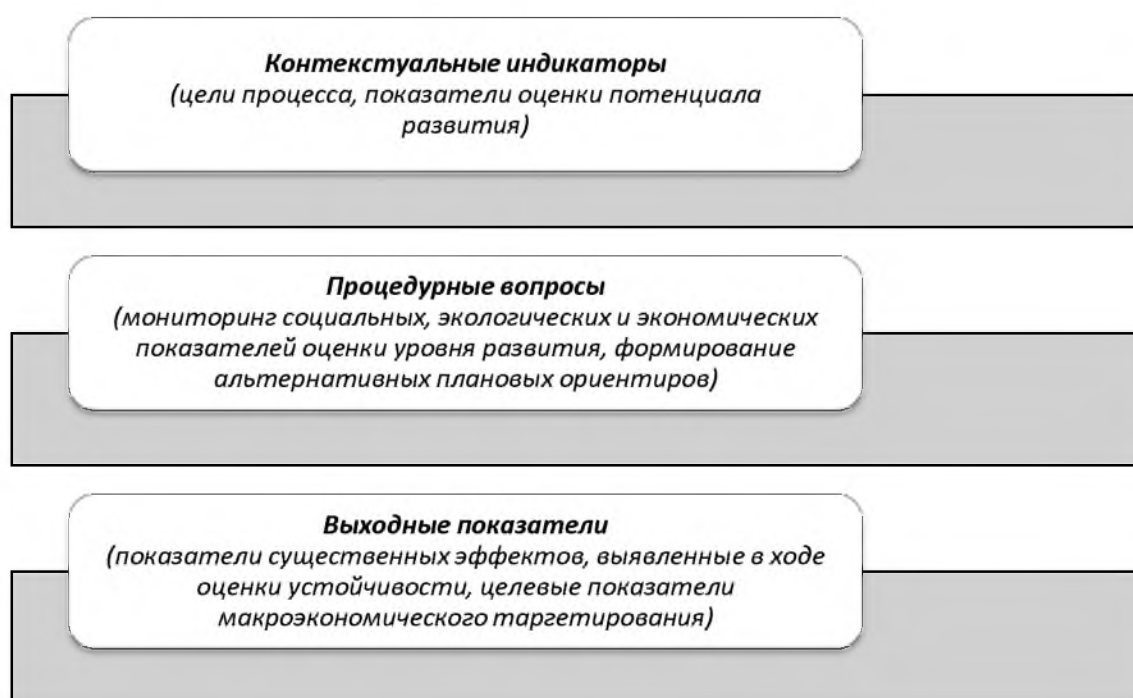 Контекстуальные индикаторы
(цели процесса, показатели оценки потенциала
развития)
Процедурные вопросы
(мониторинг социальных, экологических и экономических
показателей оценки уровня развития, формирование
альтернативных плановых ориентиров)
Выходные показатели
(показатели существенных эффектов, выявленные в ходе
оценки устойчивости, целевые показатели
макроэкономического таргетирования)